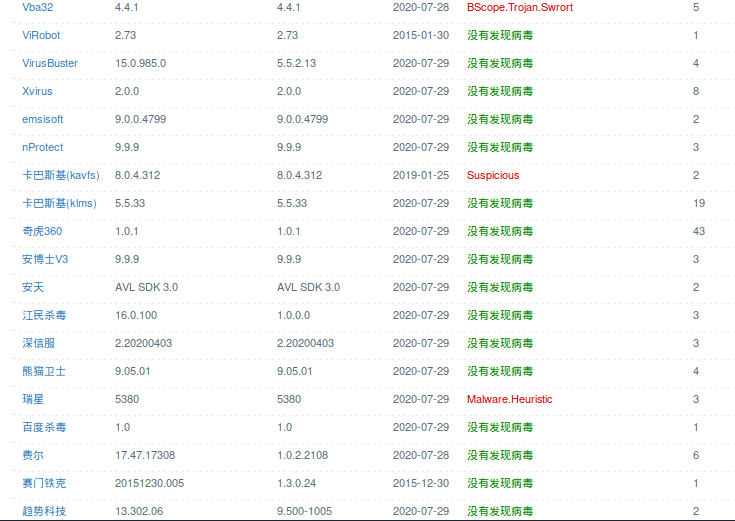 Vba32 4.4.1 4.4.1 2020-07-28 BScope.Trojan.Swrort 5
ViRobot 2.73 2.73 2015-01-30 没有发现病毒 1
VirusBuster 15.0.985.0 5.5.2.13 2020-07-29 没有发现病毒 4
Xvirus 2.0.0 2.0.0 2020-07-29 没有发现病毒 8
emsisoft 9.0.0.4799 9.0.0.4799 2020-07-29 没有发现病毒 2
nProtect 9.9.9 9.9.9 2020-07-29 没有发现病毒 3
卡巴斯基(kavfs) 8.0.4.312 8.0.4.312 2019-01-25 Suspicious 2
卡巴斯基(klms) 5.5.33 5.5.33 2020-07-29 没有发现病毒 19
奇虎360 1.0.1 1.0.1 2020-07-29 没有发现病毒 43
安博士V3 9.9.9 9.9.9 2020-07-29 没有发现病毒 3
安天 AVL SDK 3.0 AVL SDK 3.0 2020-07-29 没有发现病毒 2
江民杀毒 16.0.100 1.0.0.0 2020-07-29 没有发现病毒 3
深信服 2.20200403 2.20200403 2020-07-29 没有发现病毒 3
熊猫卫士 9.05.01 9.05.01 2020-07-29 没有发现病毒 4
瑞星 5380 5380 2020-07-29 Malware.Heuristic 3
百度杀毒 1.0 1.0 2020-07-29 没有发现病毒 1
费尔 17.47.17308 1.0.2.2108 2020-07-28 没有发现病毒 6
赛门铁克 20151230.005 1.3.0.24 2015-12-30 没有发现病毒 1
趋势科技 13.302.06 9.500-1005 2020-07-29 没有发现病毒 2